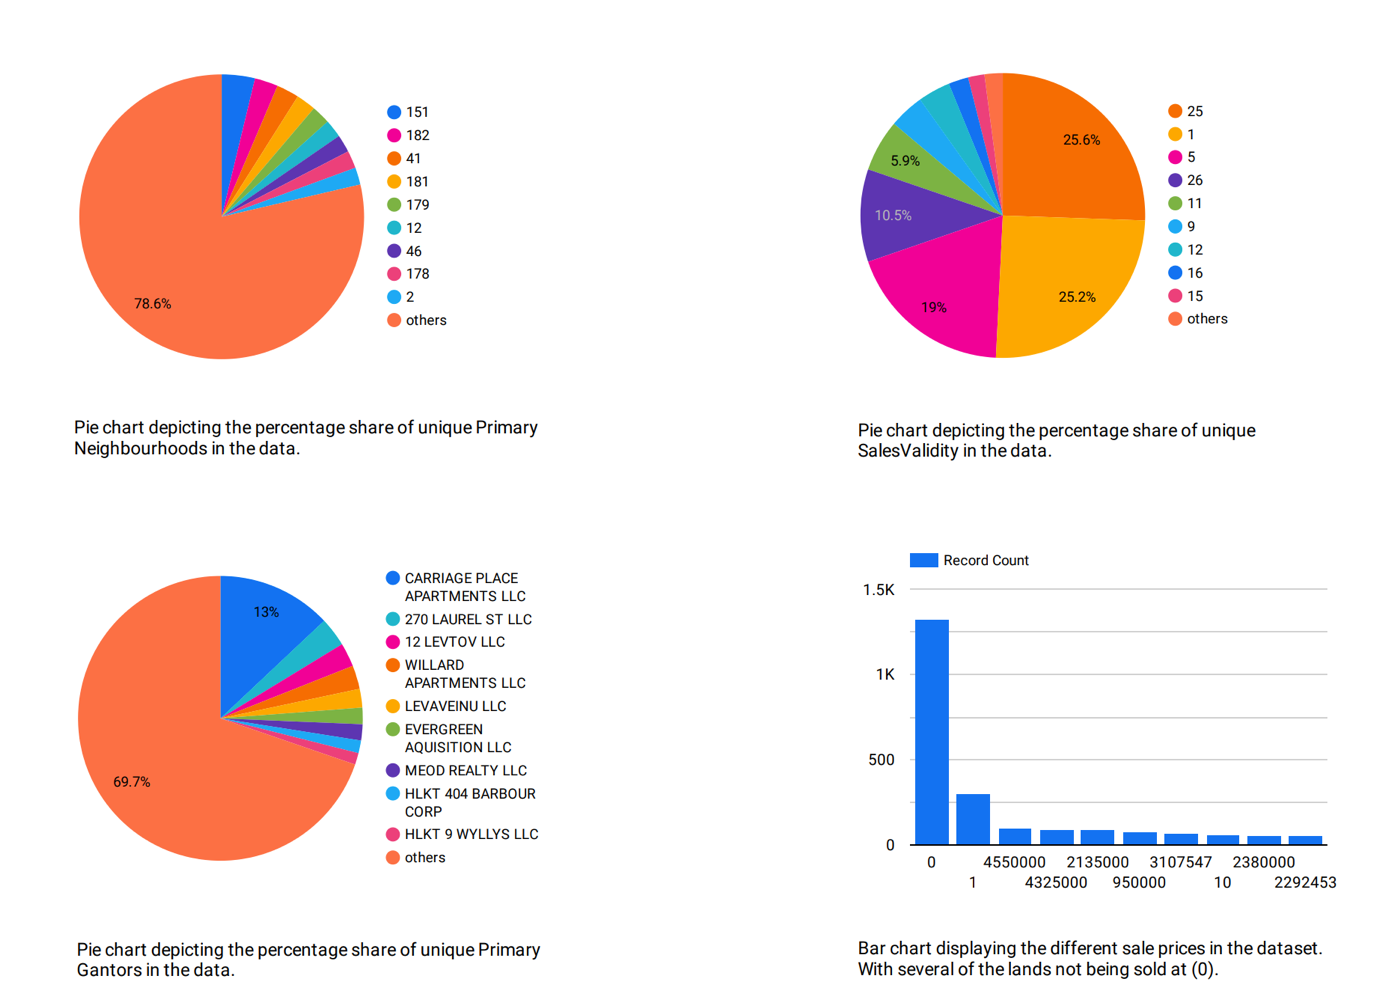 151
182
41
181
179
12
46
178
2
others
78.6%
Pie chart depicting the percentage share of unique Primary
Neighbourhoods in the data.
25
1
5
26
11
9
12
16
15
others
25.6%
5.9%
10.5%
19%
25.2%
Pie chart depicting the percentage share of unique
SalesValidity in the data.
CARRIAGE PLACE
APARTMENTS LLC
270 LAUREL ST LLC
12 LEVTOV LLC
WILLARD
APARTMENTS LLC
LEVAVEINU LLC
EVERGREEN
AQUISITION LLC
MEOD REALTY LLC
HLKT 404 BARBOUR
CORP
HLKT 9 WYLLYS LLC
others
13%
69.7%
Pie chart depicting the percentage share of unique Primary
Gantors in the data.
Record Count
1.5K
1K
500
0
0 4550000 2135000 3107547 2380000
1 4325000 950000 10 2292453
Bar chart displaying the different sale prices in the dataset.
With several of the lands not being sold at (0).